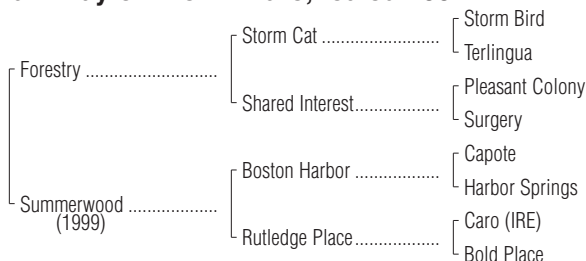 Forestry ..............................
Summerwood ....................
(1999)
Storm Cat ..........................
Shared Interest...................
Boston Harbor ...................
Rutledge Place...................
Storm Bird
Terlingua
Pleasant Colony
Surgery
Capote
Harbor Springs
Caro (IRE)
Bold Place